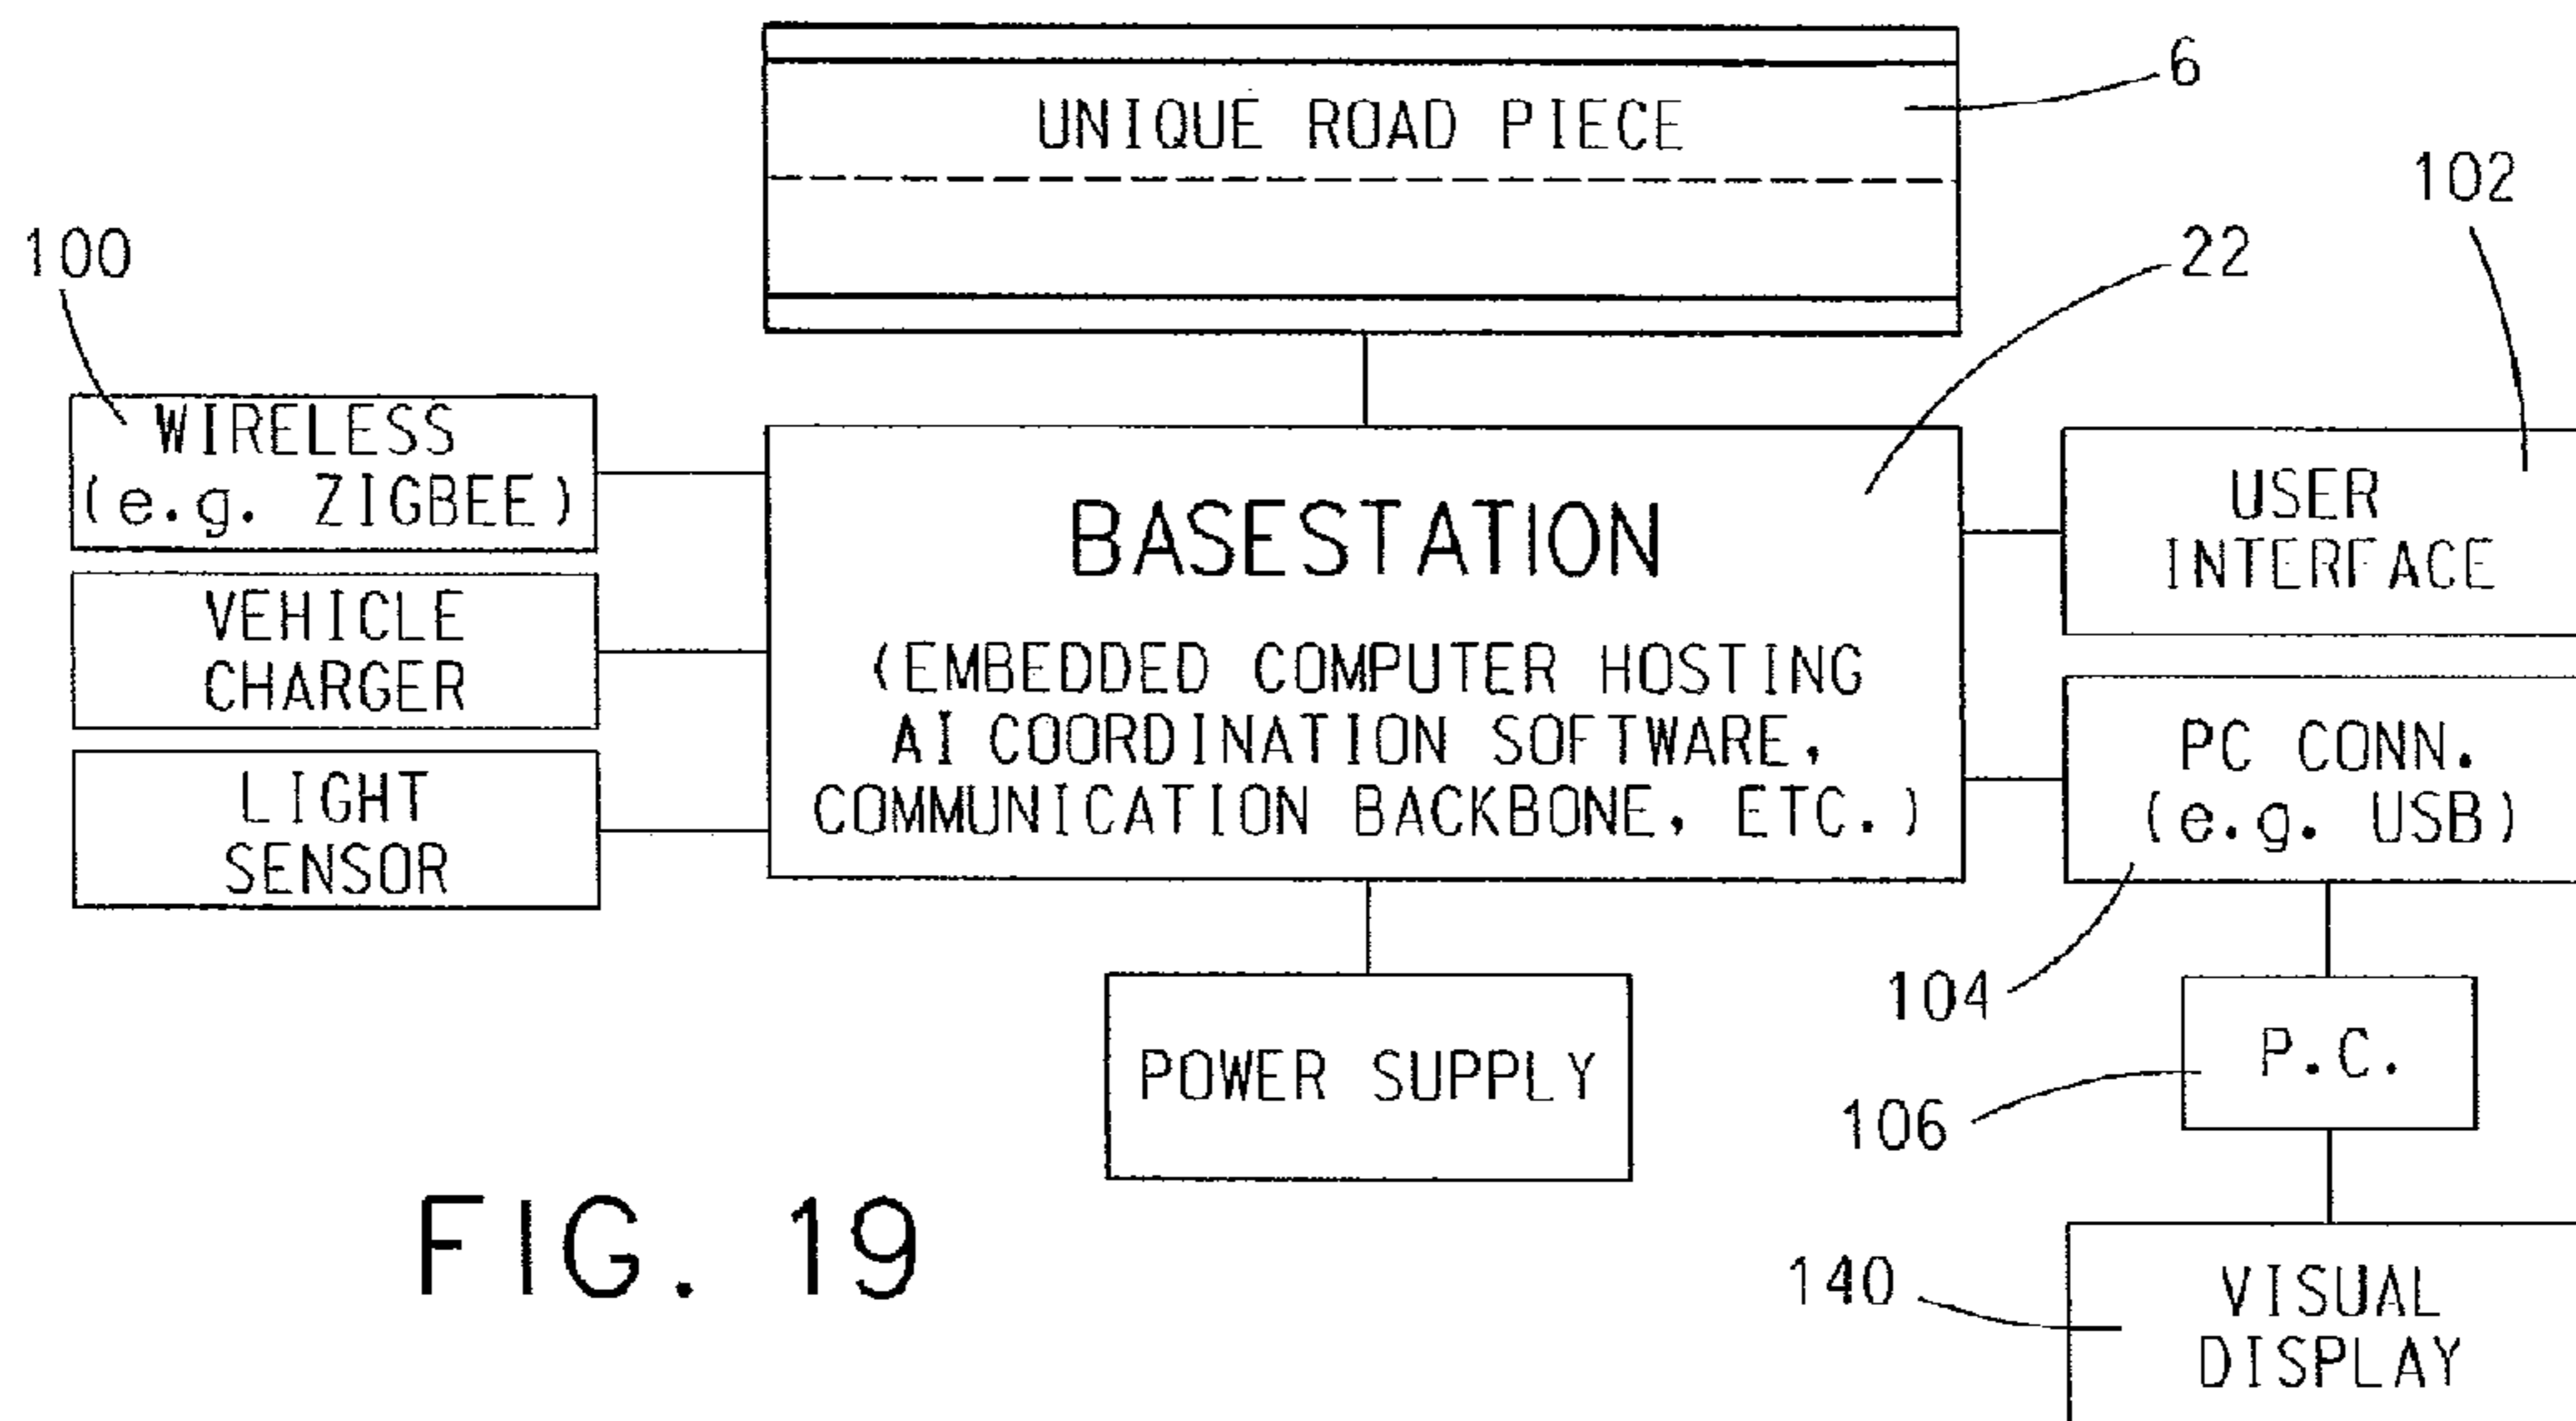 6
UNIQUE ROAD PIECE
102
22
100
WIRELESS
(e.g. ZIGBEE)
VEHICLE
CHARGER
LIGHT
SENSOR
BASESTATION
(EMBEDDED COMPUTER HOSTING
AI COORDINATION SOFTWARE,
COMMUNICATION BACKBONE, ETC.)
USER
INTERFACE
PC CONN.
(e.g. USB)
104
POWER SUPPLY
P.C.
106
140
VISUAL
DISPLAY
FIG. 19